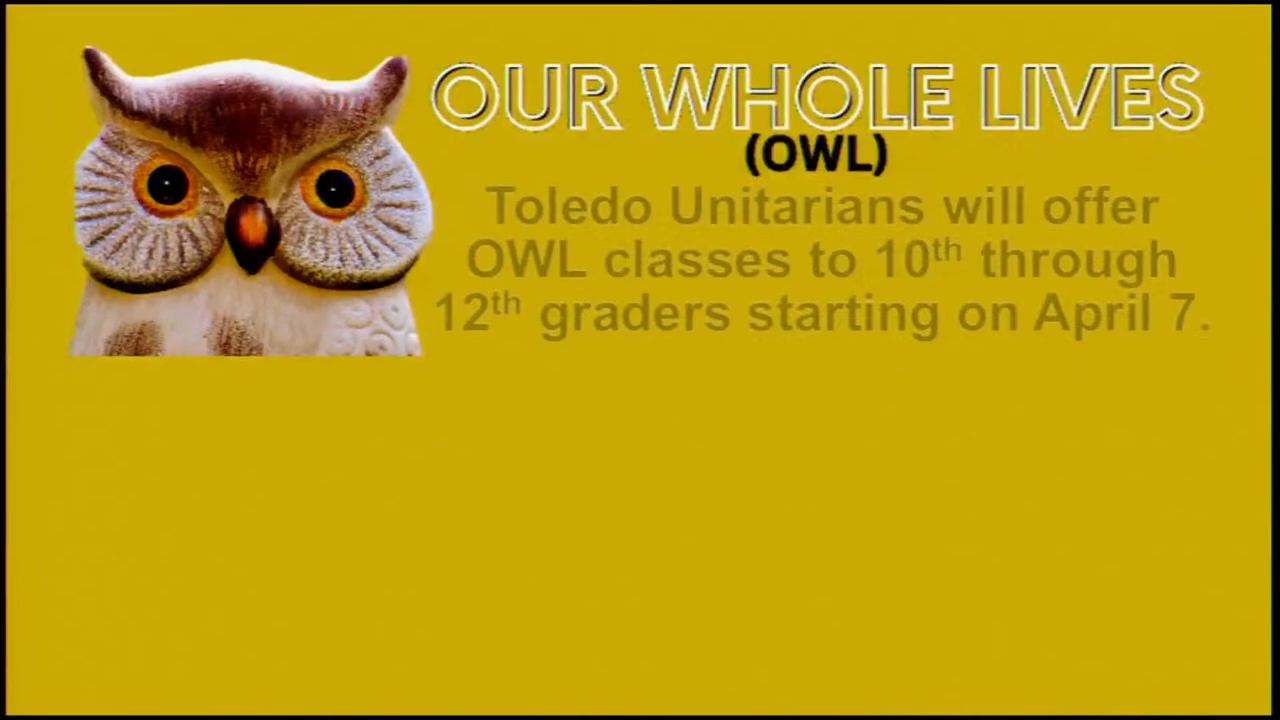 OUR WHOLE LIVES
(OWL)
Toledo Unitarians will offer
OWL classes to 10th through
12th graders starting on April 7.